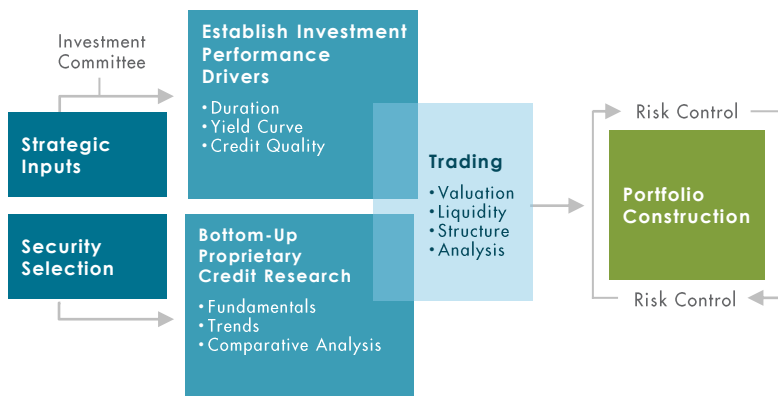 Investment
Committee
Strategic
Inputs
Establish Investment
Performance
Drivers
• Duration
• Yield Curve
• Credit Quality
Security
Selection
Bottom-Up
Proprietary
Credit Research
• Fundamentals
• Trends
• Comparative Analysis
Trading
• Valuation
• Liquidity
• Structure
• Analysis
Risk Control
Portfolio
Construction
Risk Control